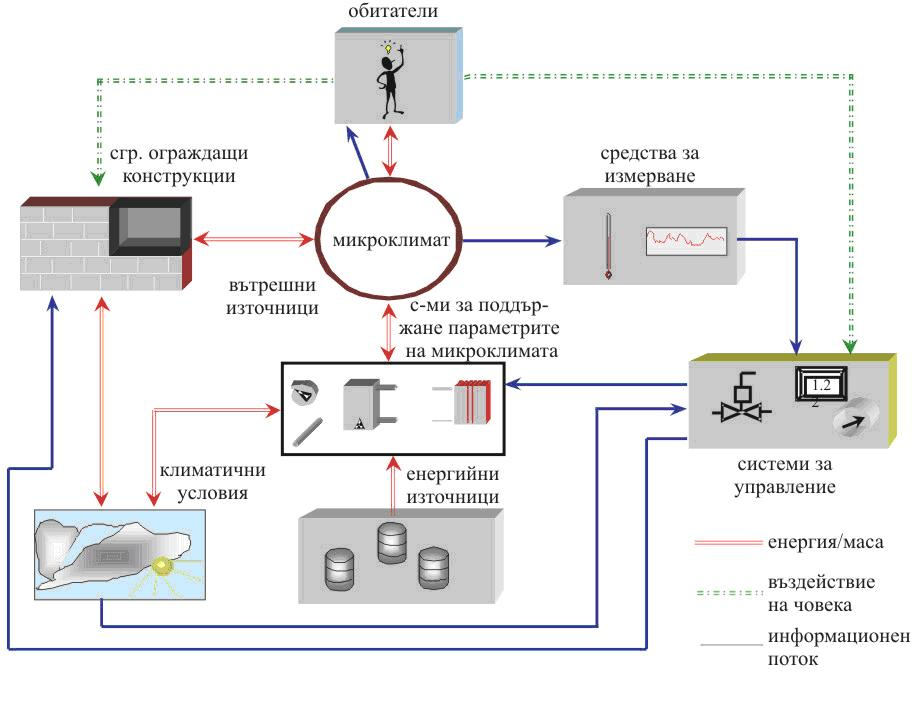 обитатели
сгр. ограждащи
конструкции
средства за
измерване
микроклимат
вътрешни
източници
с-ми за поддър-
жане параметрите
на микроклимата
1.2
2
климатични
условия
енергийни
източници
системи за
управление
енергия/маса
въздействие
на човека
информационен
поток